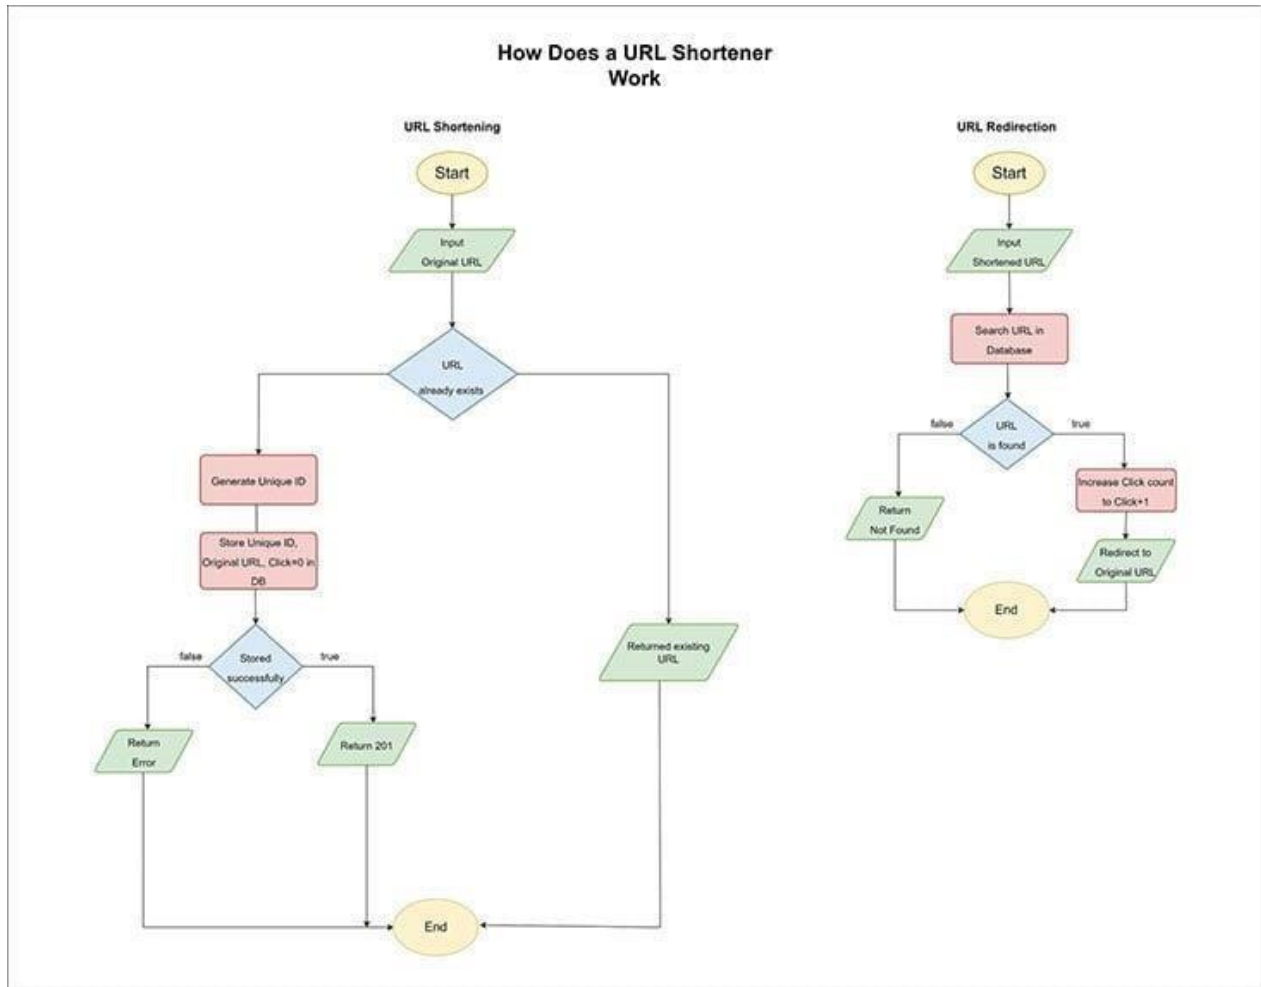 How Does a URL Shortener
Work
URL Shortening
Start
Input
Original URL
URL
already exists
Generate Unique ID
Store Unique ID,
Original URL, Click=0 in
DB
false
Stored
successfully
true
Return
Error
Return 201
Returned existing
URL
End
URL Redirection
Start
Input
Shortened URL
Search URL in
Database
false
URL
is found
true
Return
Not Found
Increase Click count
to Click+1
Redirect to
Original URL
End